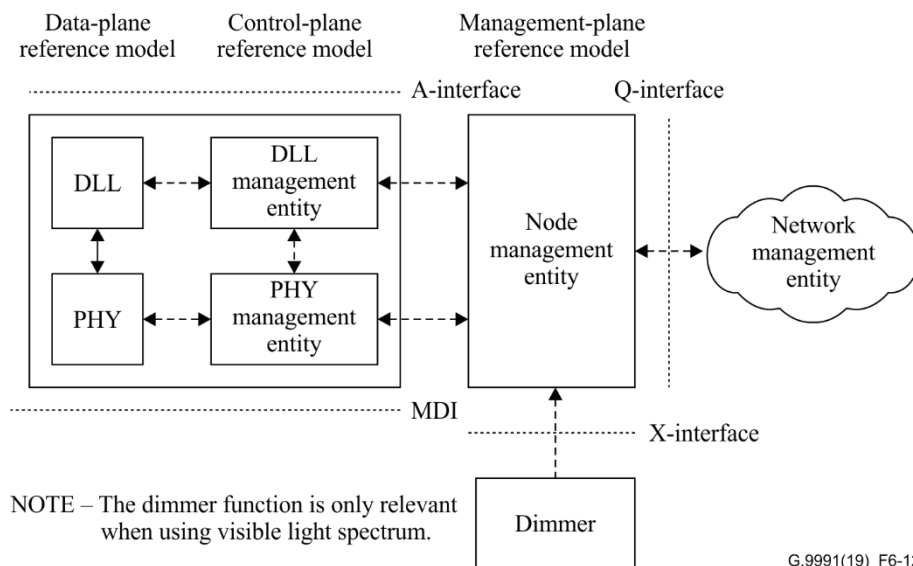 Data-plane
reference model
Control-plane
reference model
Management-plane
reference model
A-interface
Q-interface
DLL
DLL
management
entity
Node
management
entity
Network
management
entity
PHY
PHY
management
entity
MDI
X-interface
NOTE – The dimmer function is only relevant
when using visible light spectrum.
Dimmer